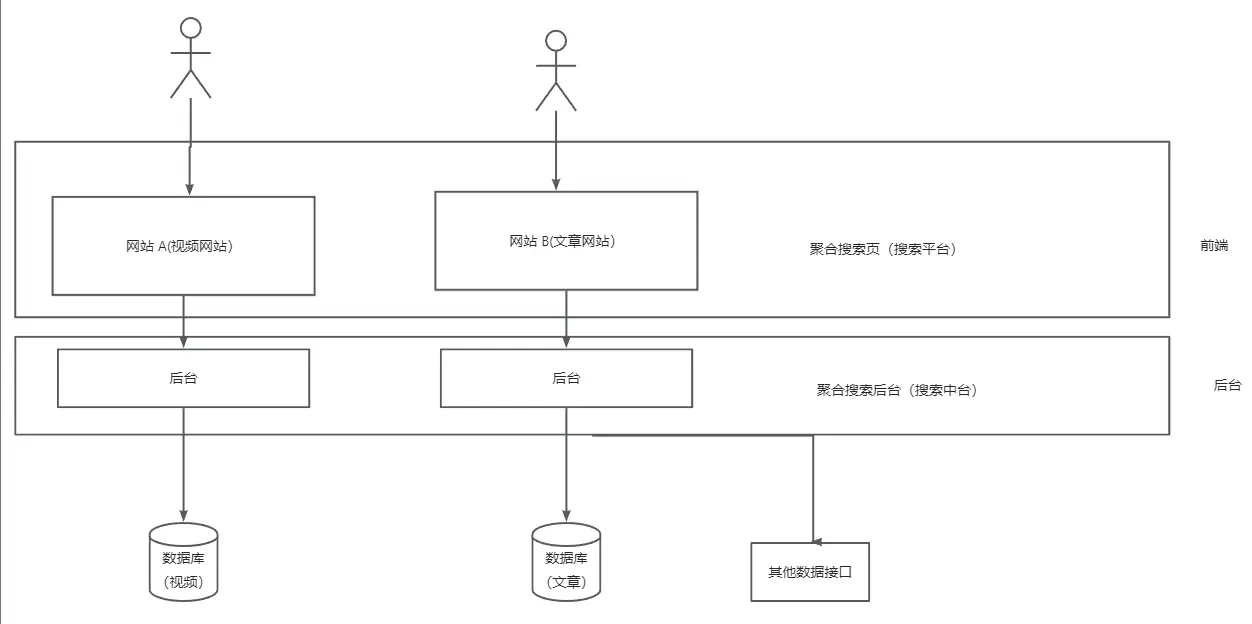 网站 A(视频网站)
网站 B(文章网站)
聚合搜索页（搜索平台）
前端
后台
后台
聚合搜索后台（搜索中台）
后台
数据库
（视频）
数据库
（文章）
其他数据接口